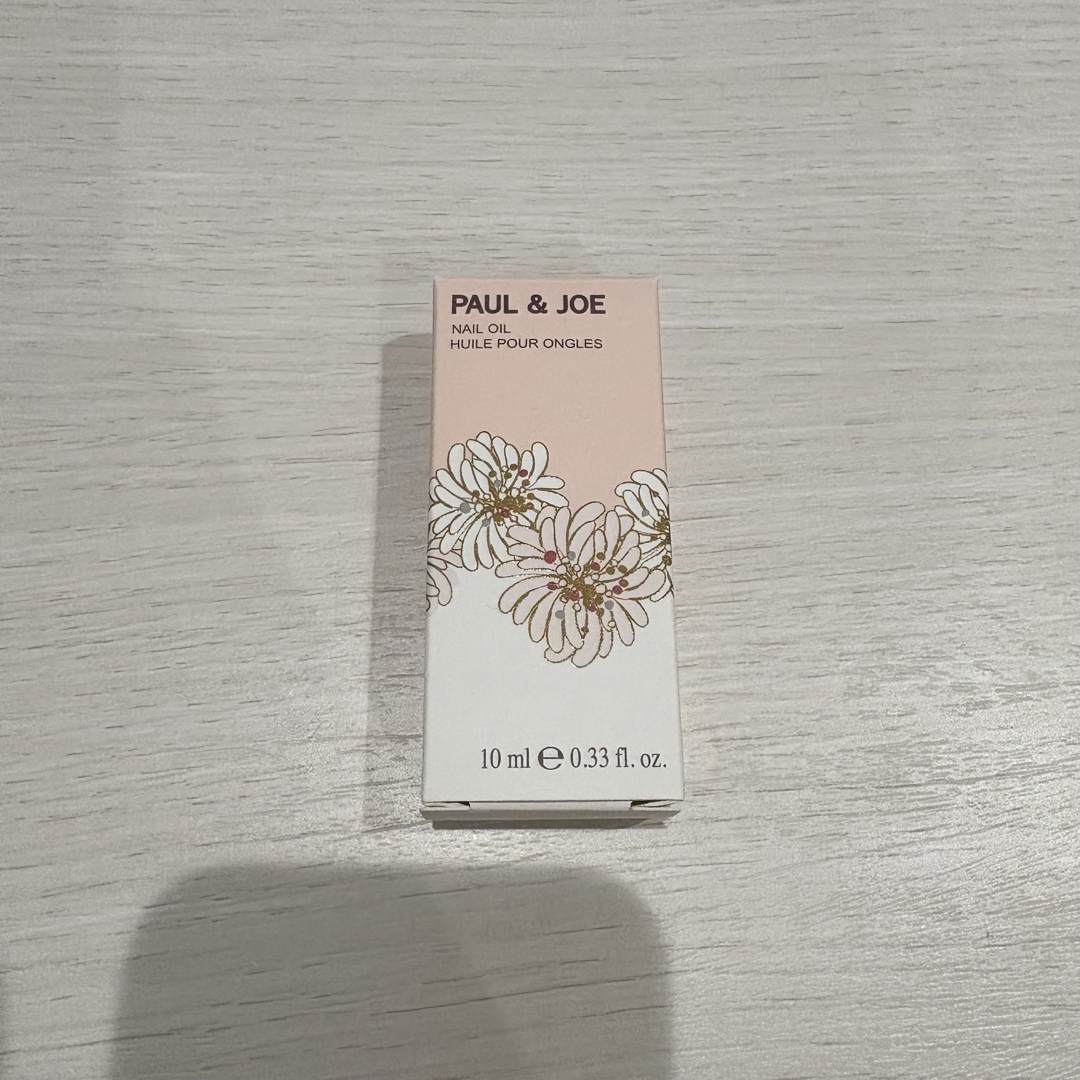 PAUL & JOE
NAIL OIL
HUILE POUR ONGLES
10 ml ℮ 0.33 fl. oz.